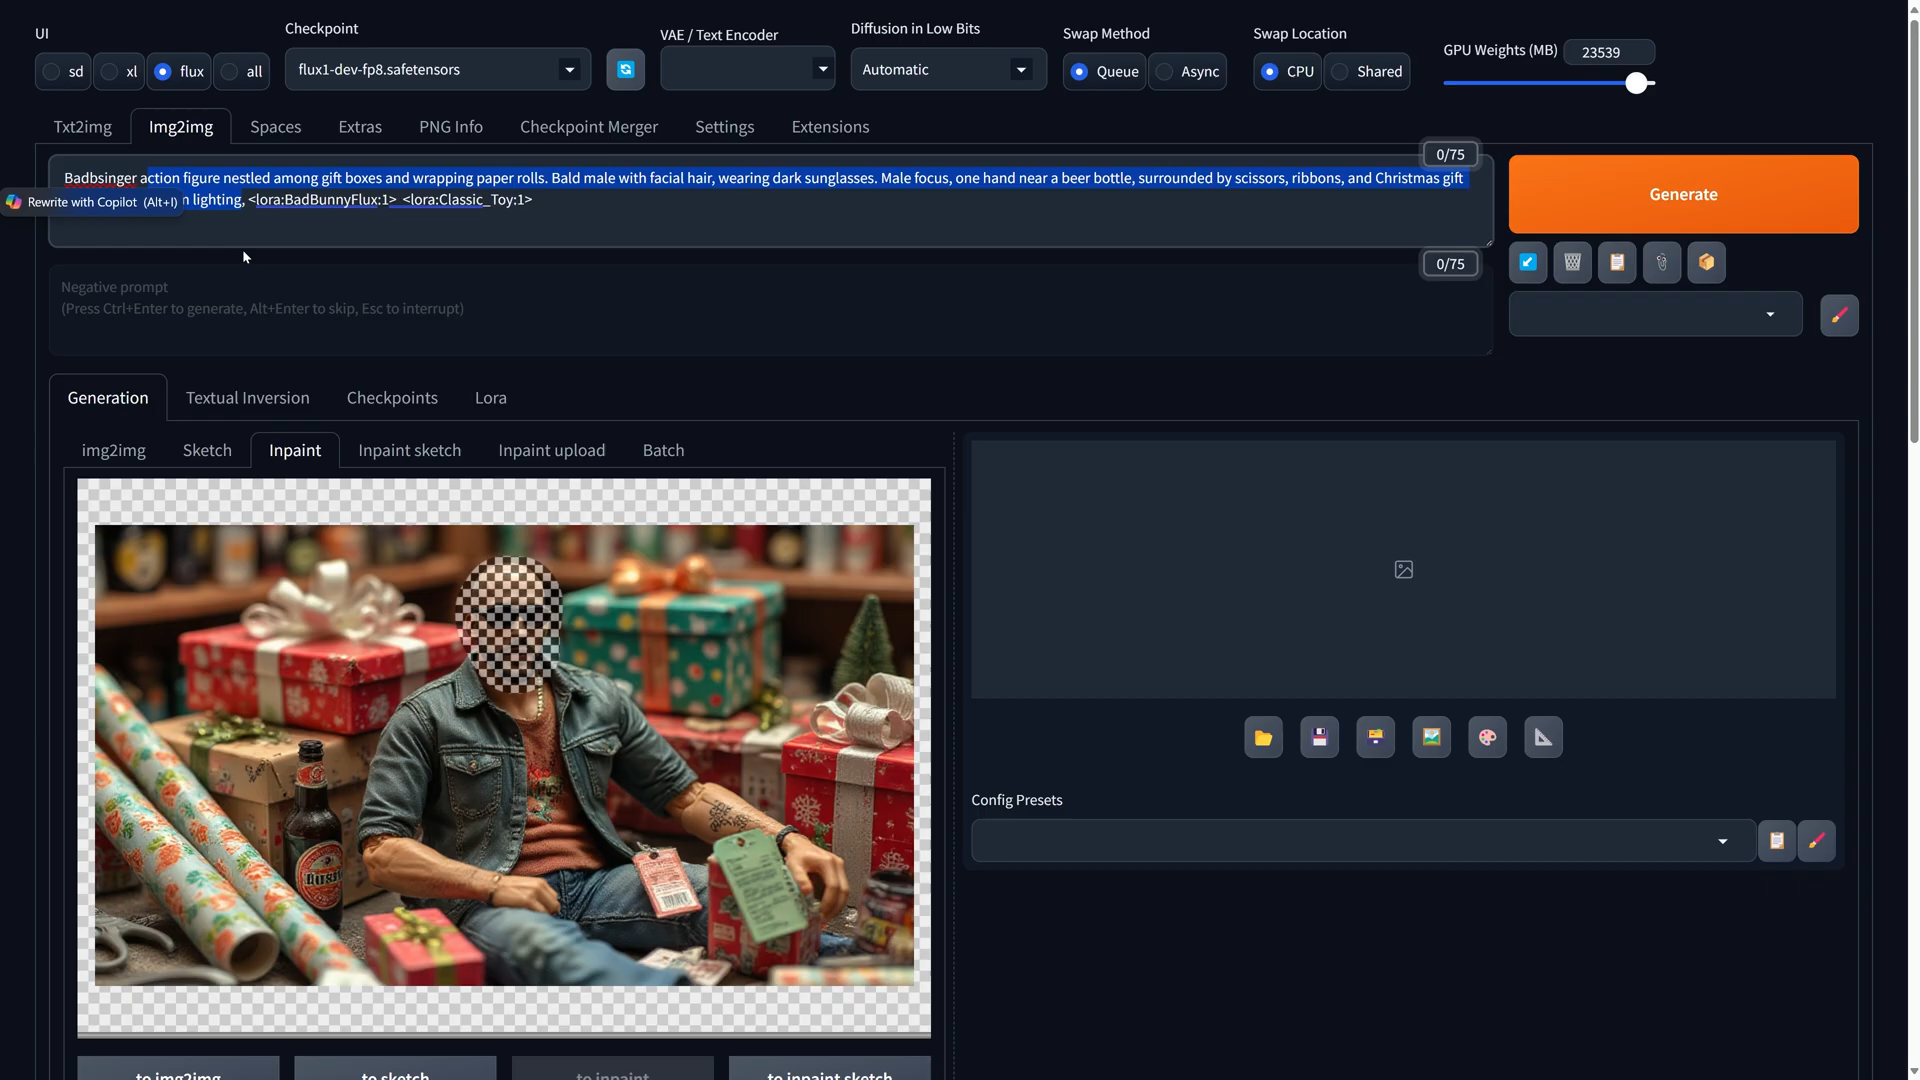 UI
Checkpoint
VAE / Text Encoder
Diffusion in Low Bits
Swap Method
Swap Location
GPU Weights (MB) 23539
sd xl flux all
flux1-dev-fp8.safetensors
Automatic
Queue Async
CPU Shared
Txt2img Img2img Spaces Extras PNG Info Checkpoint Merger Settings Extensions
0/75
Badbsinger action figure nestled among gift boxes and wrapping paper rolls. Bald male with facial hair, wearing dark sunglasses. Male focus, one hand near a beer bottle, surrounded by scissors, ribbons, and Christmas gift
lighting, <lora:BadBunnyFlux:1> <lora:Classic_Toy:1>
Rewrite with Copilot (Alt+I)
Generate
0/75
Negative prompt
(Press Ctrl+Enter to generate, Alt+Enter to skip, Esc to interrupt)
Generation Textual Inversion Checkpoints Lora
img2img Sketch Inpaint Inpaint sketch Inpaint upload Batch
Config Presets
to img2img to sketch to inpaint to inpaint sketch